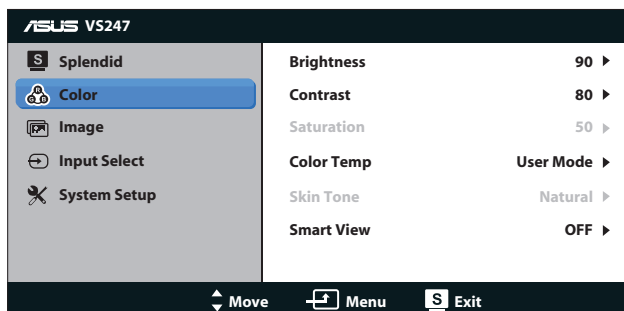 ASUS VS247
S Splendid
R G B Color
Image
Input Select
System Setup
Brightness 90
Contrast 80
Saturation 50
Color Temp User Mode
Skin Tone Natural
Smart View OFF
Move Menu S Exit